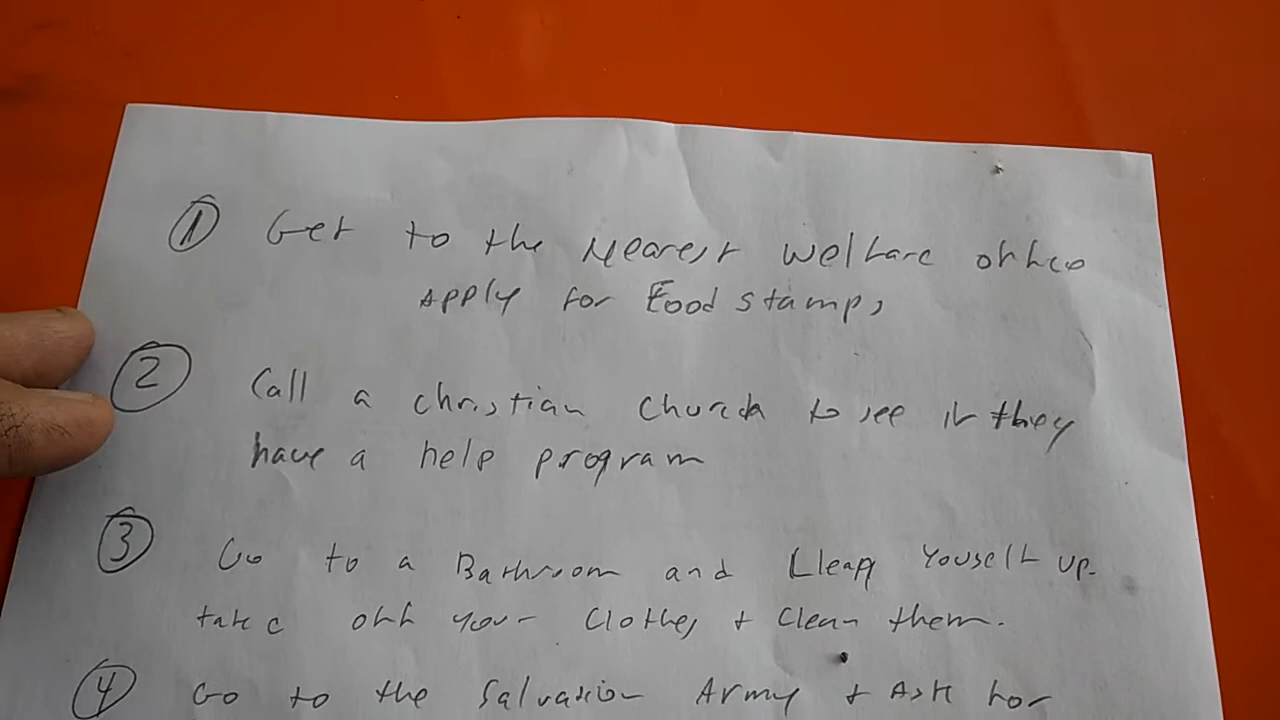 ① Get to the Nearest Welfare office
Apply for Food stamps
② Call a christian church to see if they
have a help program
③ Go to a Bathroom and Clean Youself up.
take off your Clothes + Clean them.
④ Go to the Salvation Army + Ask for